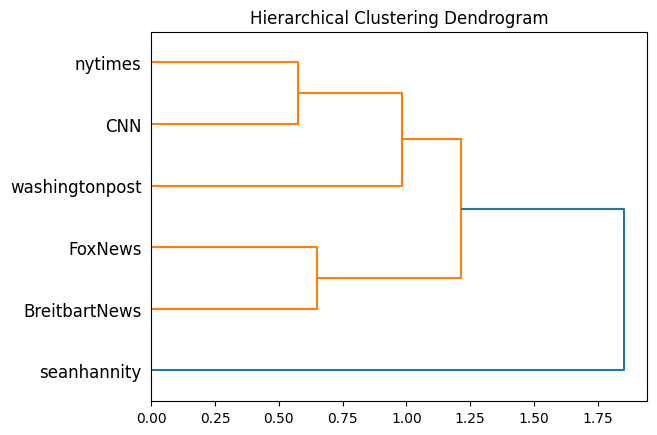 Hierarchical Clustering Dendrogram
nytimes
CNN
washingtonpost
FoxNews
BreitbartNews
seanhannity
0.00 0.25 0.50 0.75 1.00 1.25 1.50 1.75